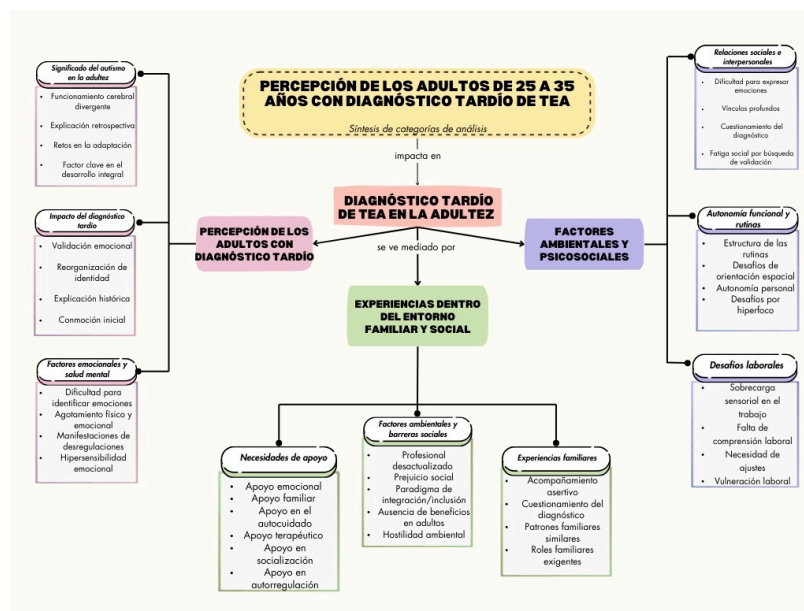 PERCEPCIÓN DE LOS ADULTOS DE 25 A 35
AÑOS CON DIAGNÓSTICO TARDÍO DE TEA
Síntesis de categorías de análisis
impacta en
DIAGNÓSTICO TARDÍO
DE TEA EN LA ADULTEZ
se ve mediado por
PERCEPCIÓN DE LOS
ADULTOS CON
DIAGNÓSTICO TARDÍO
Significado del autismo
en la adultez
• Funcionamiento cerebral
divergente
• Explicación retrospectiva
• Retos en la adaptación
• Factor clave en el
desarrollo integral
Impacto del diagnóstico
tardío
• Validación emocional
• Reorganización de
identidad
• Explicación histórica
• Conmoción inicial
Factores emocionales y
salud mental
• Dificultad para
identificar emociones
• Agotamiento físico y
emocional
• Manifestaciones de
desregulaciones
• Hipersensibilidad
emocional
EXPERIENCIAS DENTRO
DEL ENTORNO
FAMILIAR Y SOCIAL
Necesidades de apoyo
• Apoyo emocional
• Apoyo familiar
• Apoyo en el
autocuidado
• Apoyo terapéutico
• Apoyo en
socialización
• Apoyo en
autorregulación
Factores ambientales y
barreras sociales
• Profesional
desactualizado
• Prejuicio social
• Paradigma de
integración/inclusión
• Ausencia de beneficios
en adultos
• Hostilidad ambiental
Experiencias familiares
• Acompañamiento
asertivo
• Cuestionamiento del
diagnóstico
• Patrones familiares
similares
• Roles familiares
exigentes
FACTORES
AMBIENTALES Y
PSICOSOCIALES
Relaciones sociales e
interpersonales
• Dificultad para expresar
emociones
• Vínculos profundos
• Cuestionamiento del
diagnóstico
• Fatiga social por búsqueda
de validación
Autonomía funcional y
rutinas
• Estructura de las
rutinas
• Desafíos de
orientación espacial
• Autonomía personal
• Desafíos por
hiperfoco
Desafíos laborales
• Sobrecarga
sensorial en el
trabajo
• Falta de
comprensión laboral
• Necesidad de
ajustes
• Vulneración laboral